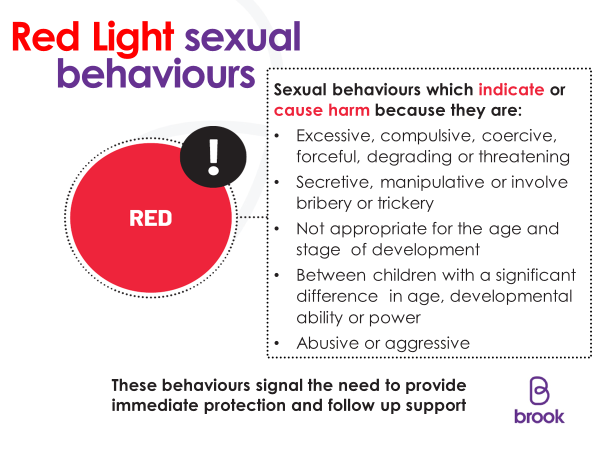 Red Light sexual
behaviours
!
RED
Sexual behaviours which indicate or
cause harm because they are:
• Excessive, compulsive, coercive,
forceful, degrading or threatening
• Secretive, manipulative or involve
bribery or trickery
• Not appropriate for the age and
stage of development
• Between children with a significant
difference in age, developmental
ability or power
• Abusive or aggressive
These behaviours signal the need to provide
immediate protection and follow up support
brook